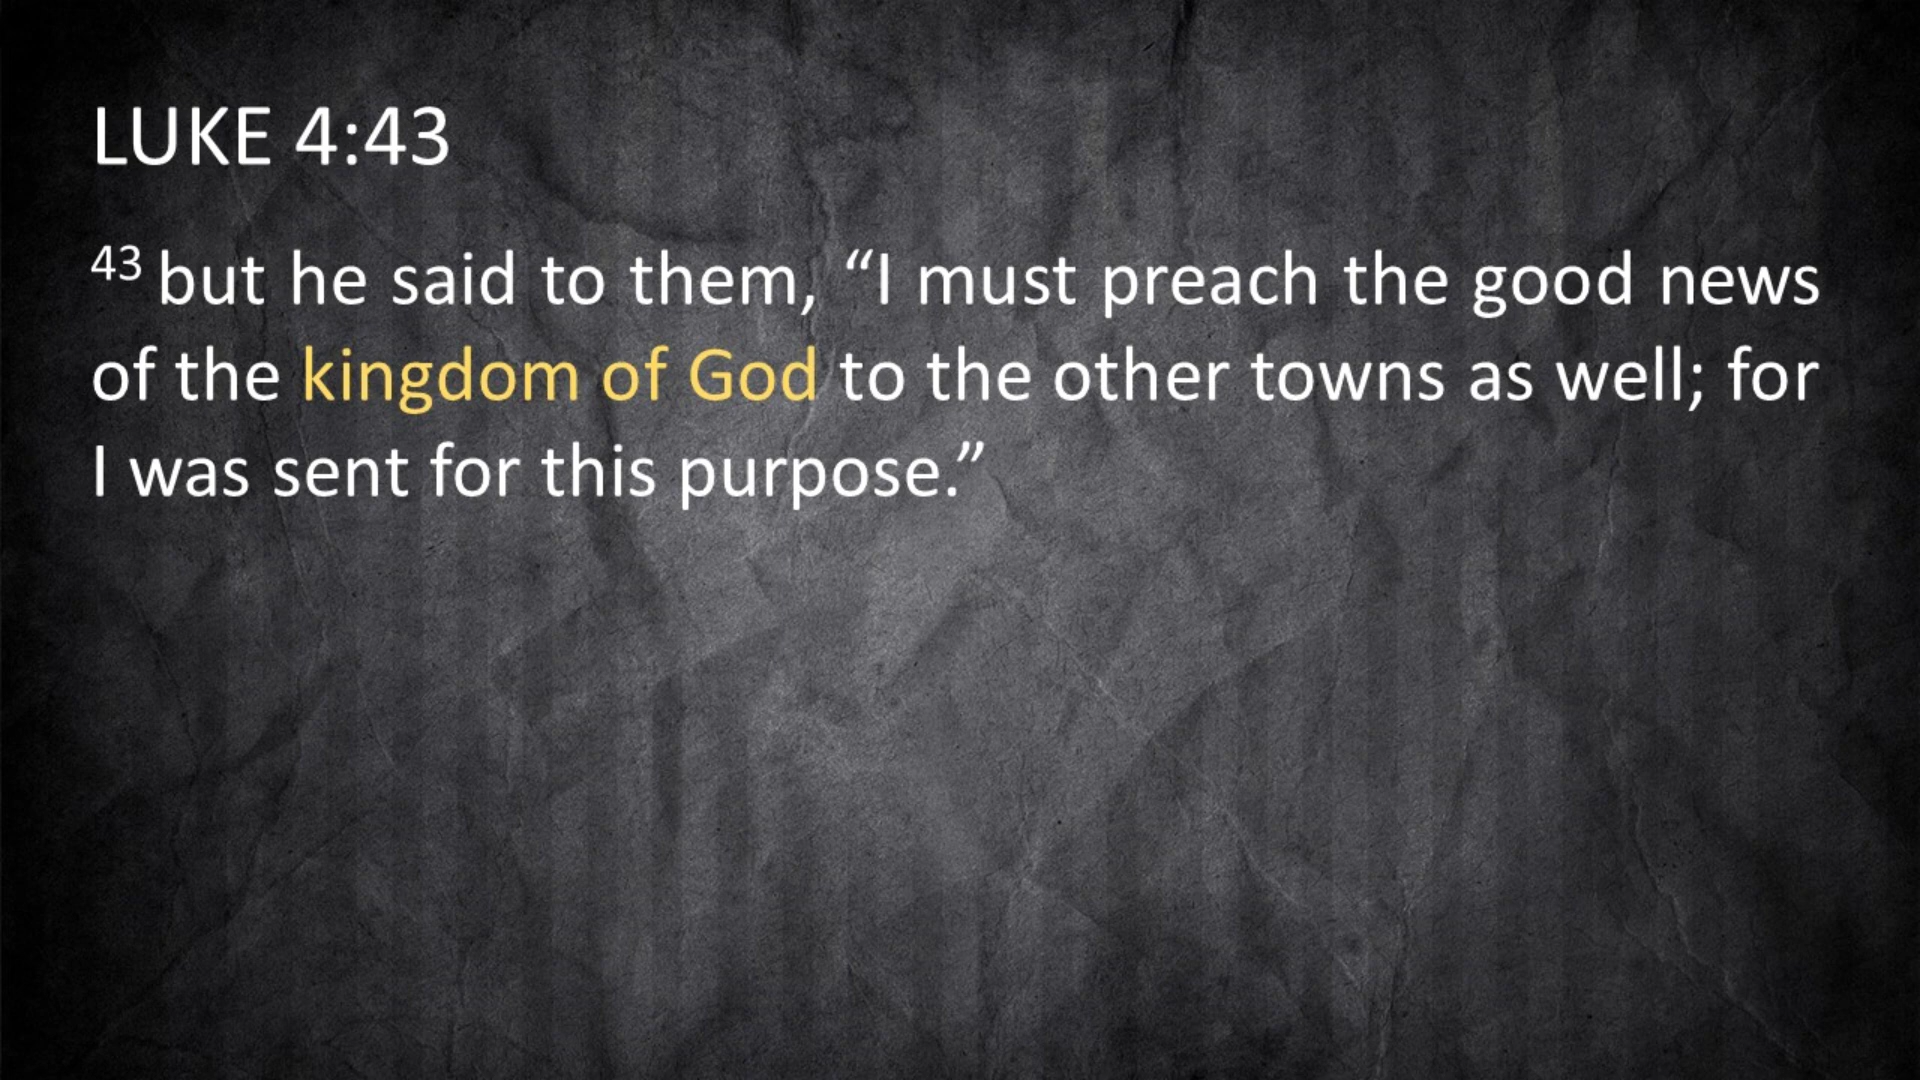 LUKE 4:43
43 but he said to them, “I must preach the good news
of the kingdom of God to the other towns as well; for
I was sent for this purpose.”